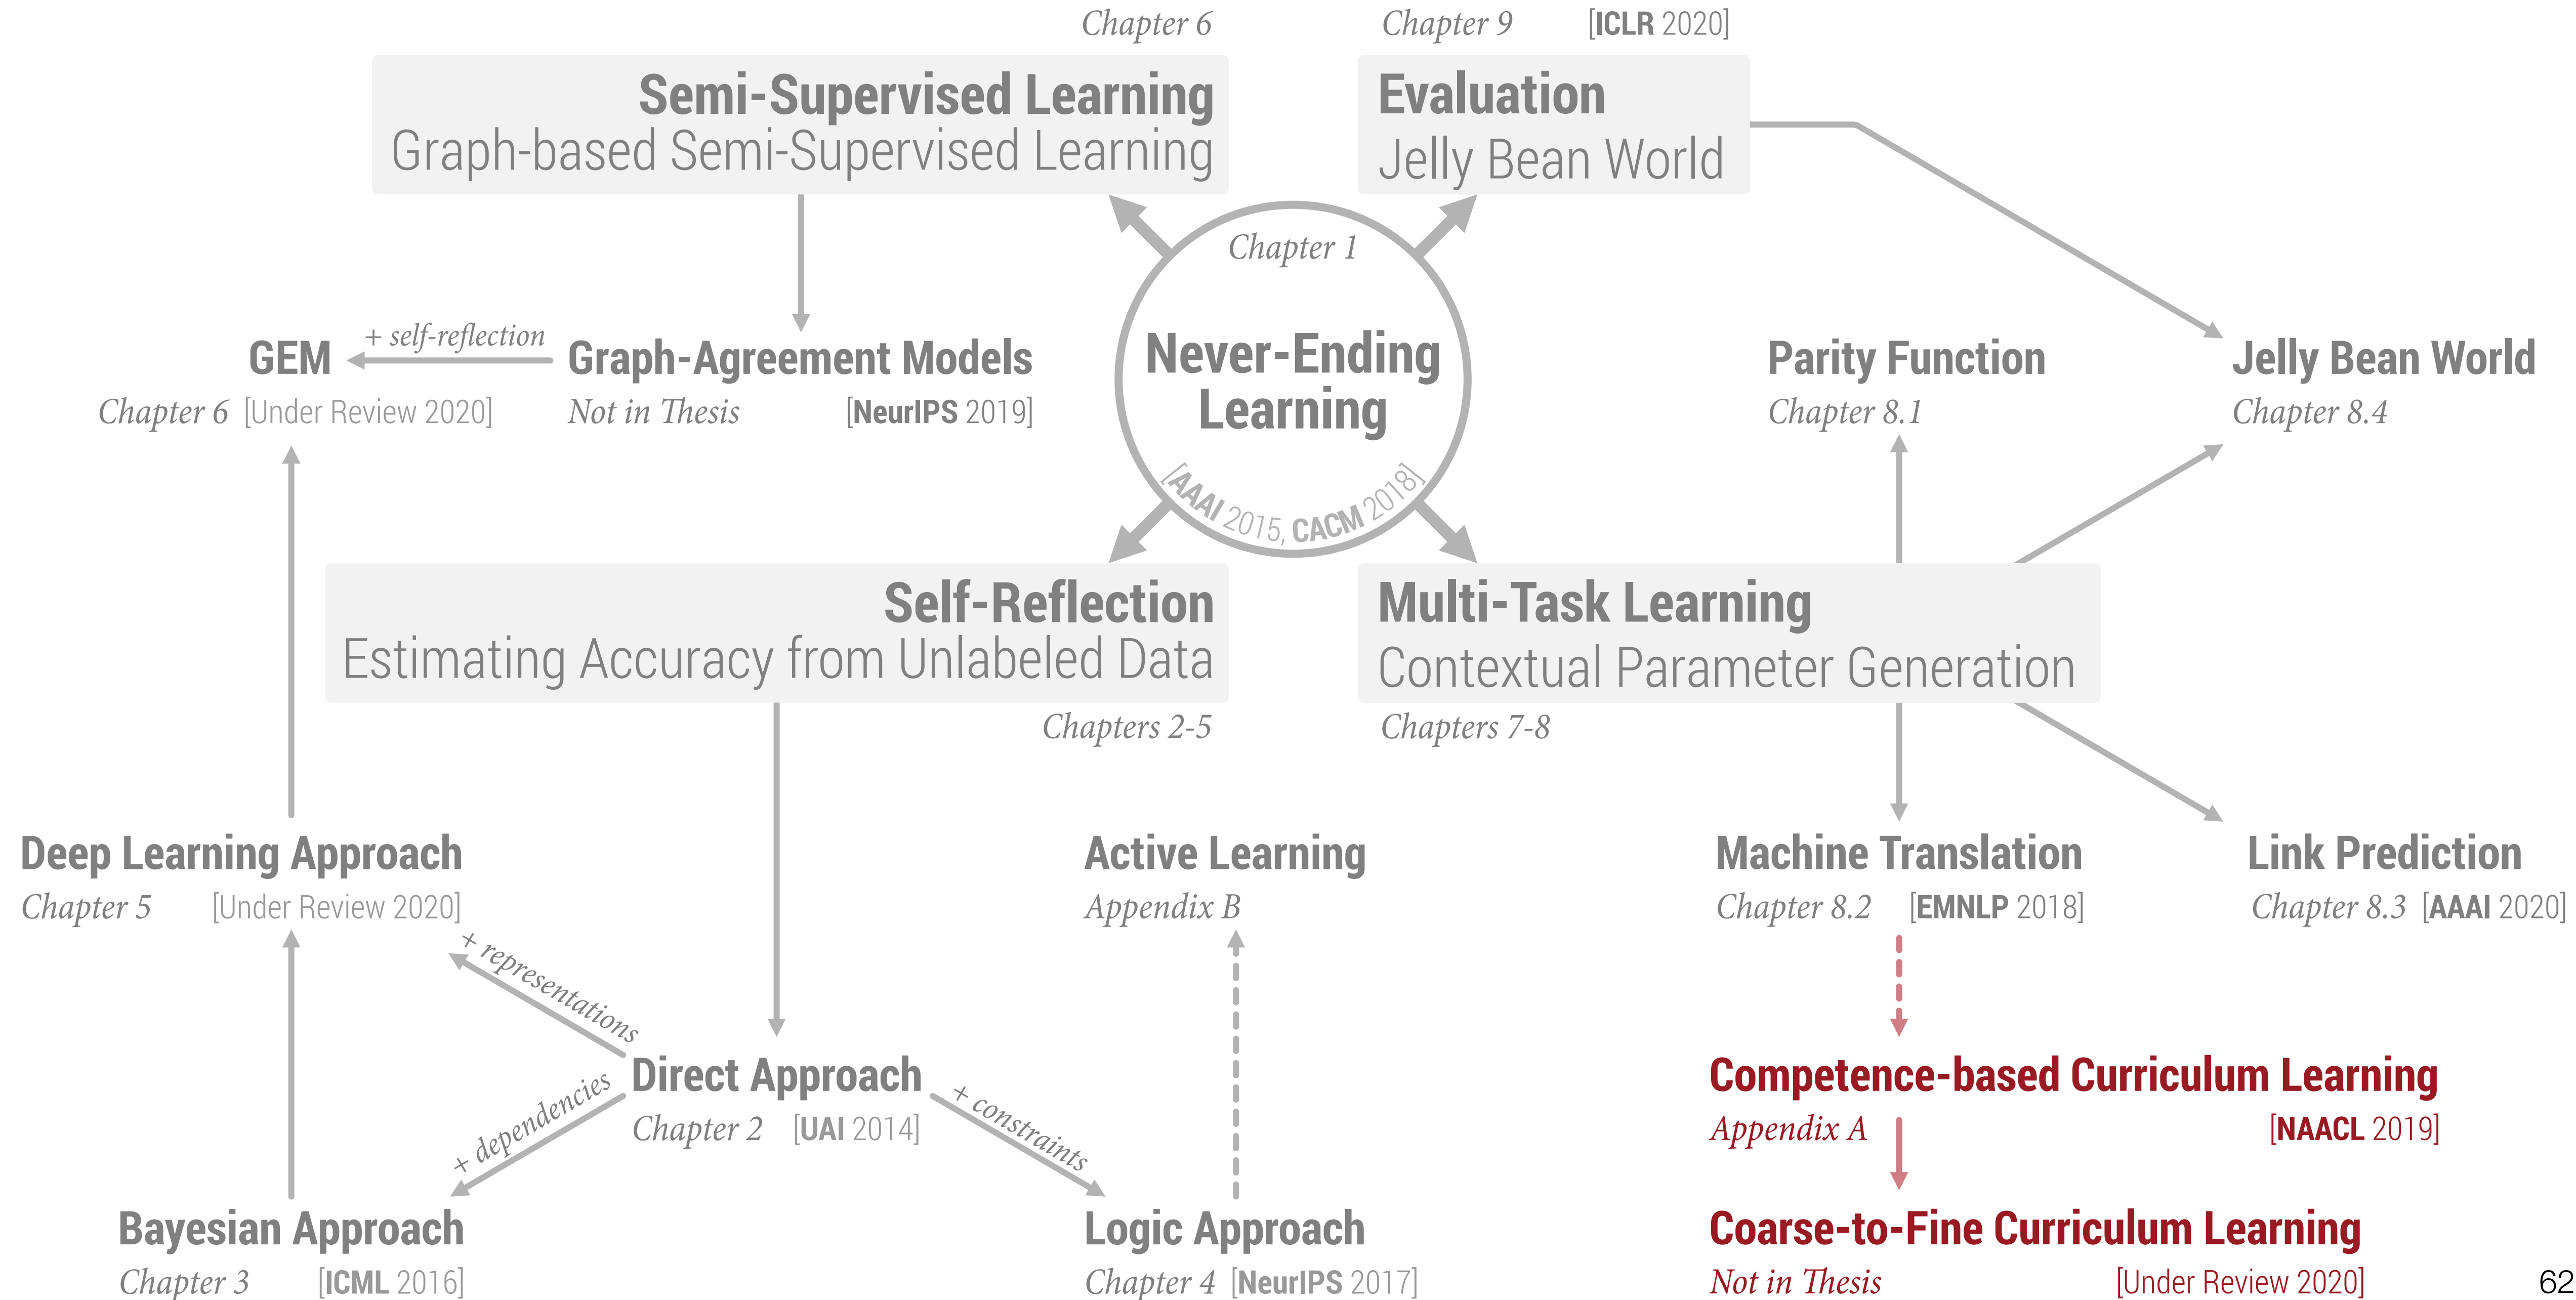 Chapter 6
Chapter 9 [ICLR 2020]
Semi-Supervised Learning
Graph-based Semi-Supervised Learning
Evaluation
Jelly Bean World
Chapter 1
Never-Ending
Learning
[AAAI 2015, CACM 2018]
GEM
Chapter 6 [Under Review 2020]
+ self-reflection
Graph-Agreement Models
Not in Thesis [NeurIPS 2019]
Parity Function
Chapter 8.1
Jelly Bean World
Chapter 8.4
Self-Reflection
Estimating Accuracy from Unlabeled Data
Chapters 2-5
Multi-Task Learning
Contextual Parameter Generation
Chapters 7-8
Deep Learning Approach
Chapter 5 [Under Review 2020]
Active Learning
Appendix B
Machine Translation
Chapter 8.2 [EMNLP 2018]
Link Prediction
Chapter 8.3 [AAAI 2020]
+ representations
Direct Approach
Chapter 2 [UAI 2014]
+ dependencies
+ constraints
Competence-based Curriculum Learning
Appendix A [NAACL 2019]
Bayesian Approach
Chapter 3 [ICML 2016]
Logic Approach
Chapter 4 [NeurIPS 2017]
Coarse-to-Fine Curriculum Learning
Not in Thesis [Under Review 2020]
62